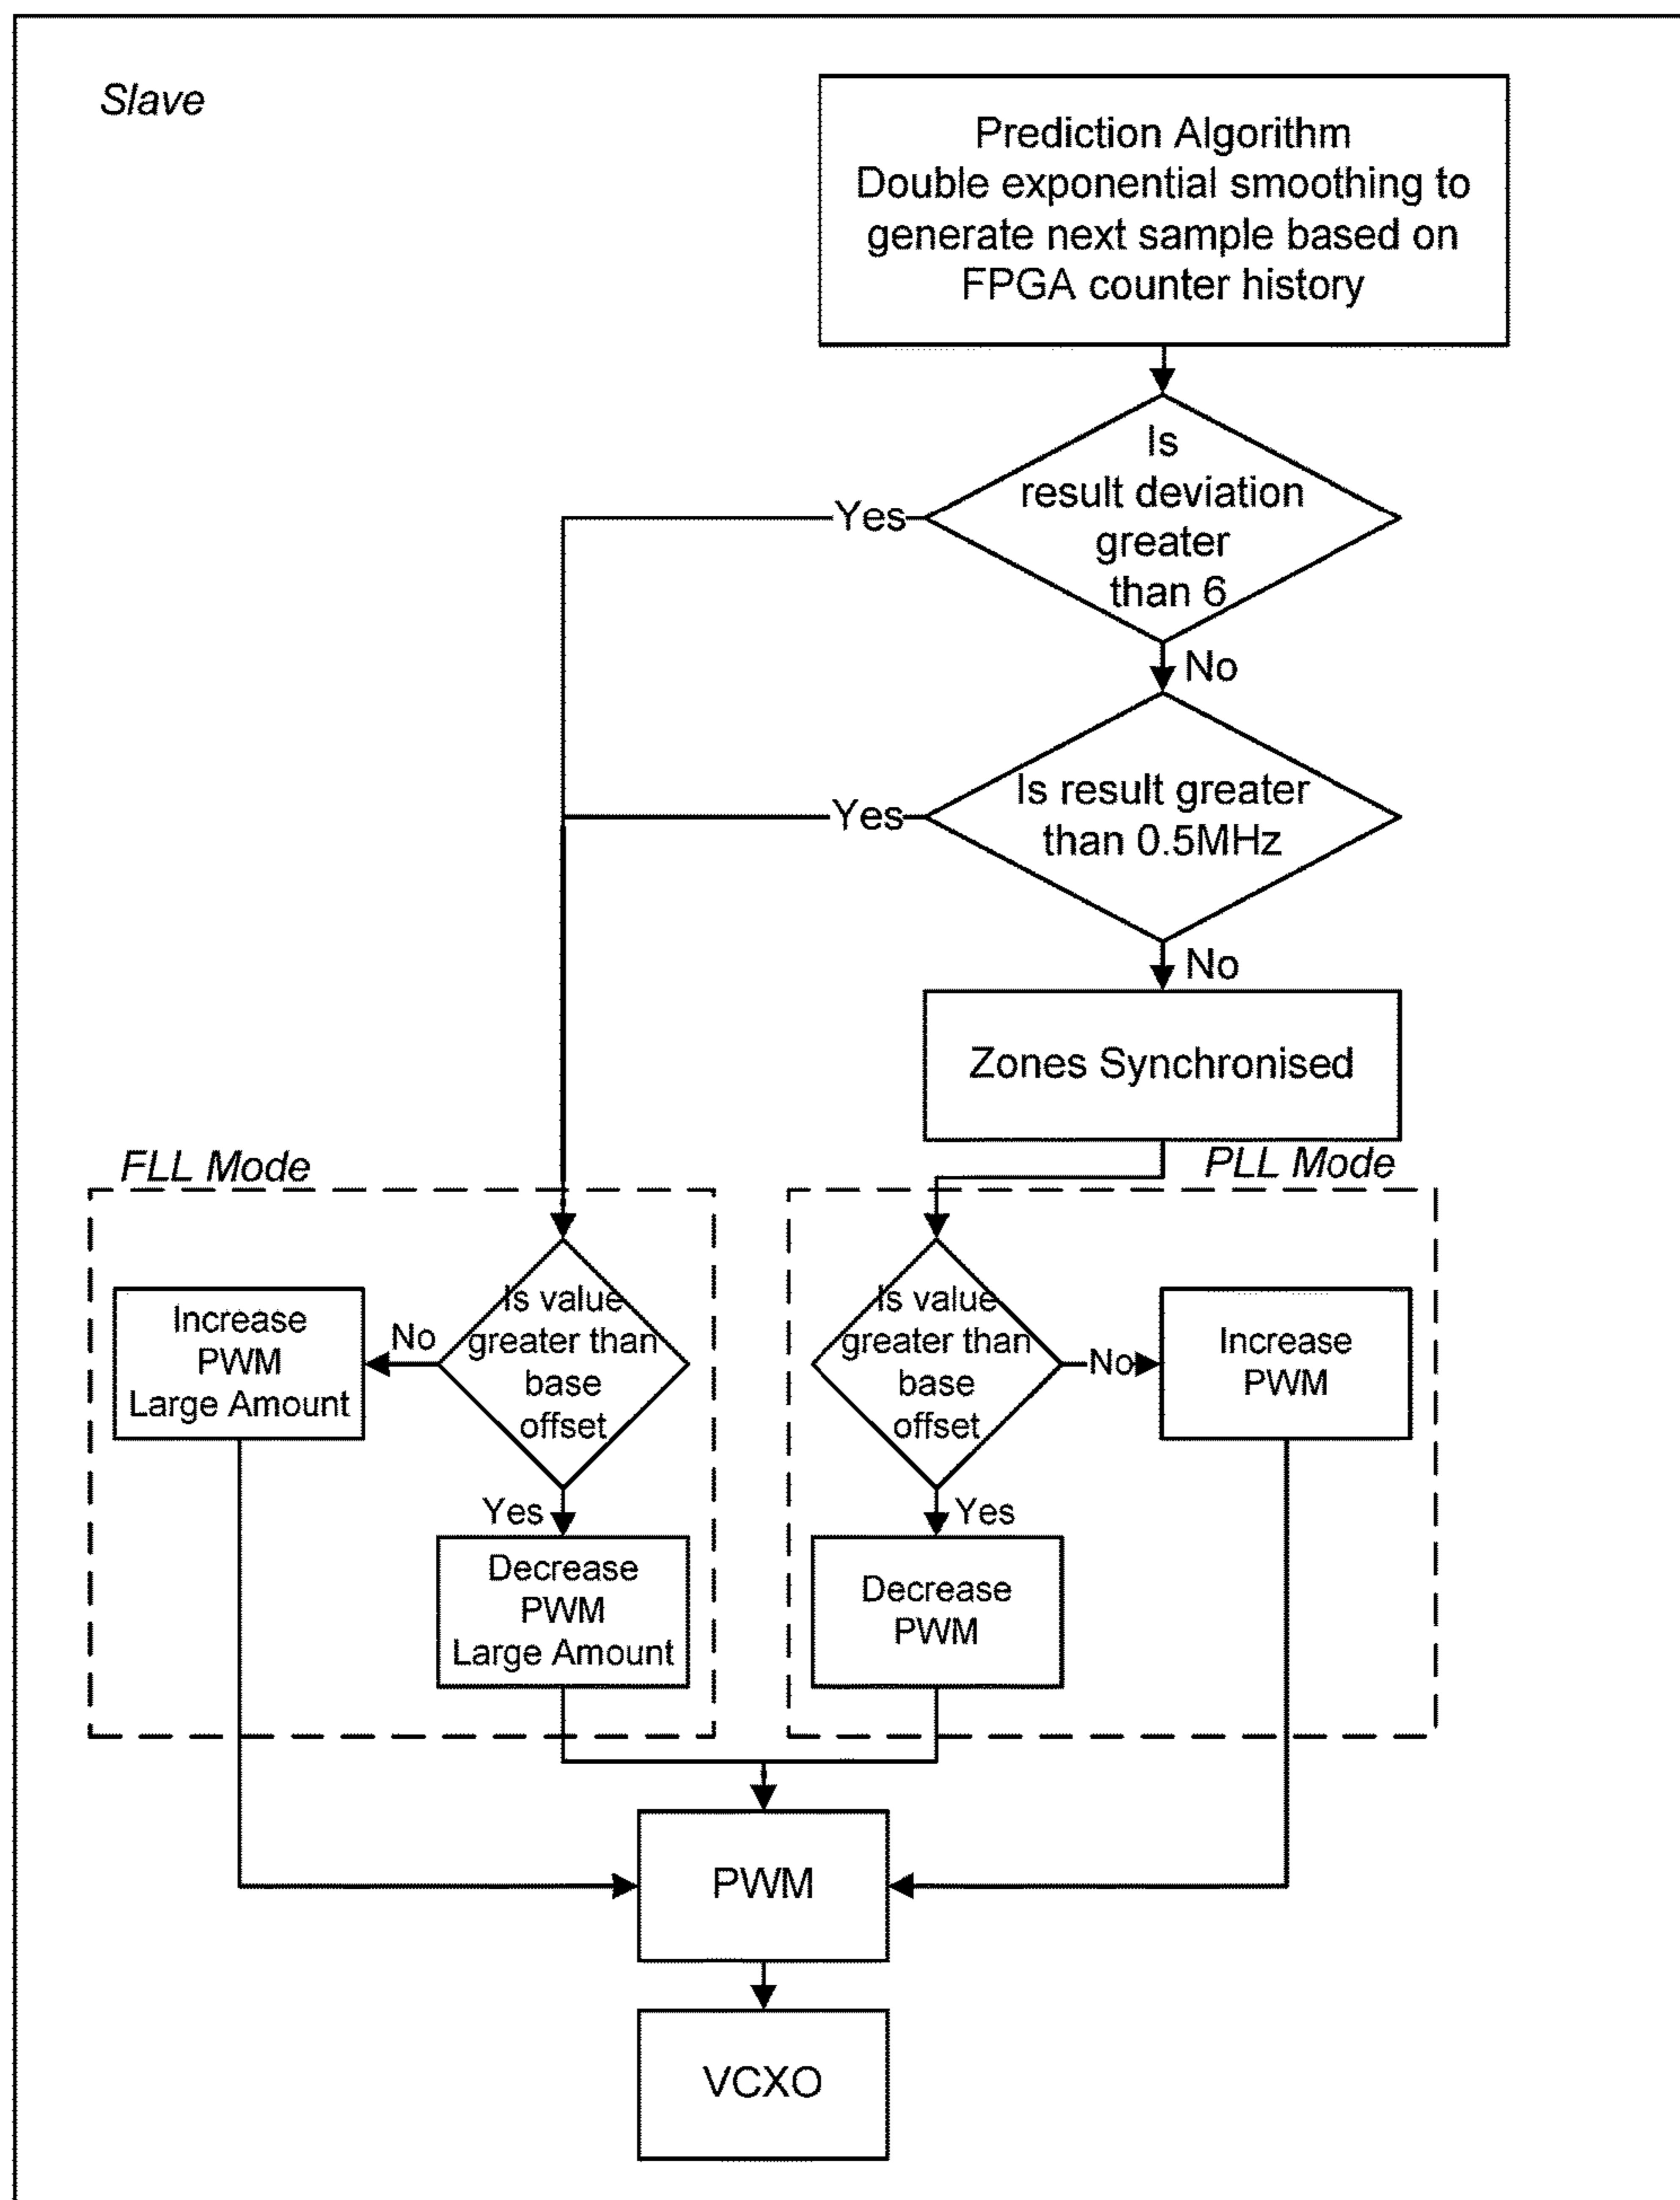 Slave
Prediction Algorithm
Double exponential smoothing to
generate next sample based on
FPGA counter history
Is
result deviation
greater
than 6
Yes
No
Is result greater
than 0.5MHz
Yes
No
Zones Synchronised
FLL Mode
PLL Mode
Is value
greater than
base
offset
No
Increase
PWM
Large Amount
Yes
Decrease
PWM
Large Amount
Is value
greater than
base
offset
No
Increase
PWM
Yes
Decrease
PWM
PWM
VCXO